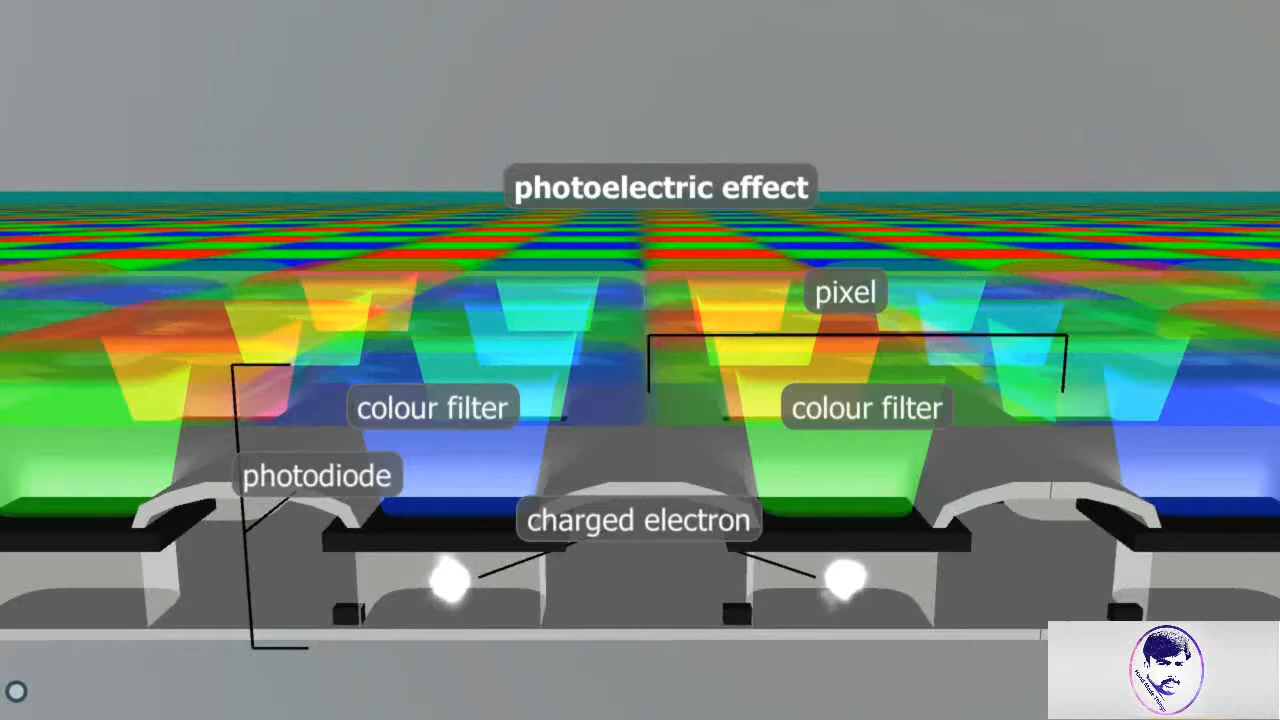 photoelectric effect
pixel
colour filter
colour filter
photodiode
charged electron